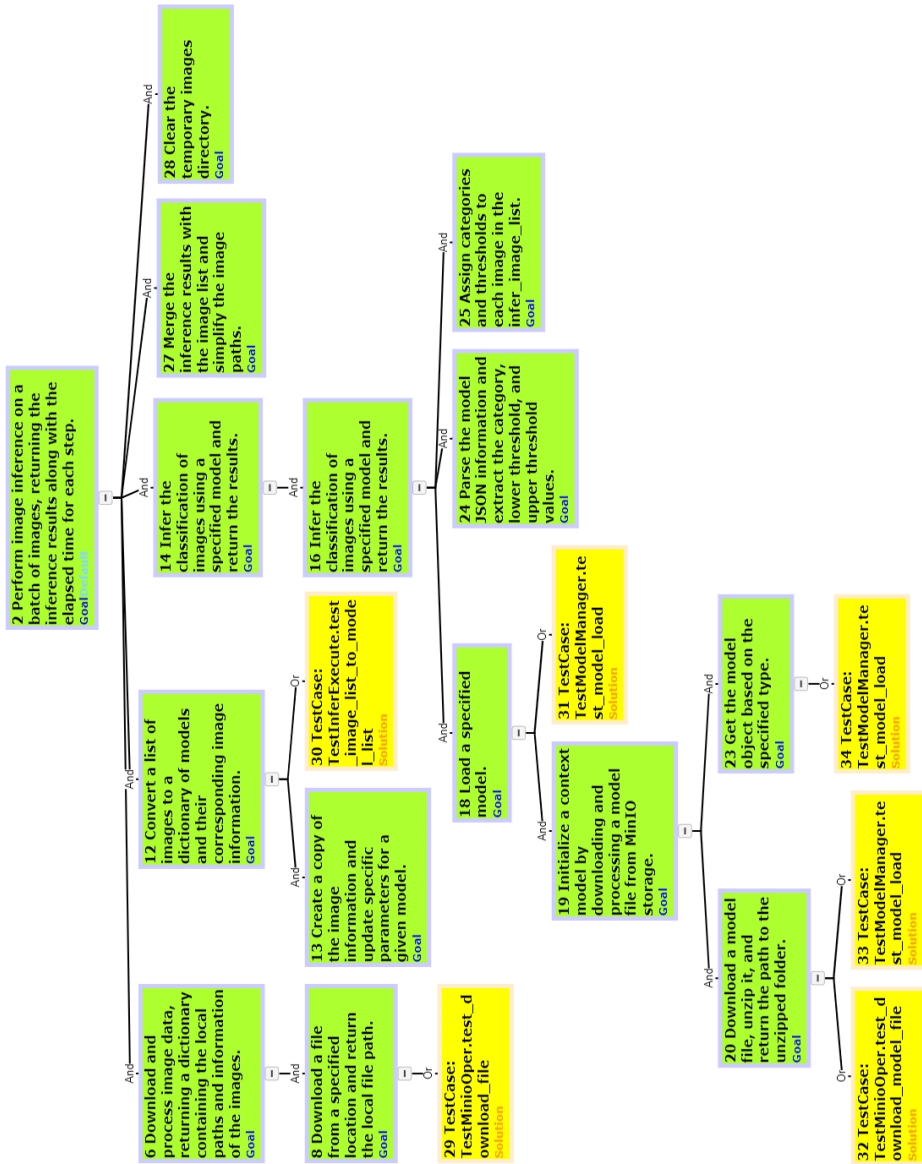 2 Perform image inference on a
batch of images, returning the
inference results along with the
elapsed time for each step.
Goal Default
And
And
And
And
And
6 Download and
process image data,
returning a dictionary
containing the local
paths and information
of the images.
Goal
12 Convert a list of
images to a
dictionary of models
and their
corresponding image
information.
Goal
14 Infer the
classification of
images using a
specified model and
return the results.
Goal
27 Merge the
inference results with
the image list and
simplify the image
paths.
Goal
28 Clear the
temporary images
directory.
Goal
And
And
Or
And
8 Download a file
from a specified
location and return
the local file path.
Goal
13 Create a copy of
the image
information and
update specific
parameters for a
given model.
Goal
30 TestCase:
TestInferExecute.test
_image_list_to_mode
l_list
Solution
16 Infer the
classification of
images using a
specified model and
return the results.
Goal
Or
And
And
And
29 TestCase:
TestMinioOper.test_d
ownload_file
Solution
18 Load a specified
model.
Goal
24 Parse the model
JSON information and
extract the category,
lower threshold, and
upper threshold
values.
Goal
25 Assign categories
and thresholds to
each image in the
infer_image_list.
Goal
And
Or
19 Initialize a context
model by
downloading and
processing a model
file from MinIO
storage.
Goal
31 TestCase:
TestModelManager.te
st_model_load
Solution
And
And
20 Download a model
file, unzip it, and
return the path to the
unzipped folder.
Goal
23 Get the model
object based on the
specified type.
Goal
Or
Or
Or
32 TestCase:
TestMinioOper.test_d
ownload_model_file
Solution
33 TestCase:
TestModelManager.te
st_model_load
Solution
34 TestCase:
TestModelManager.te
st_model_load
Solution